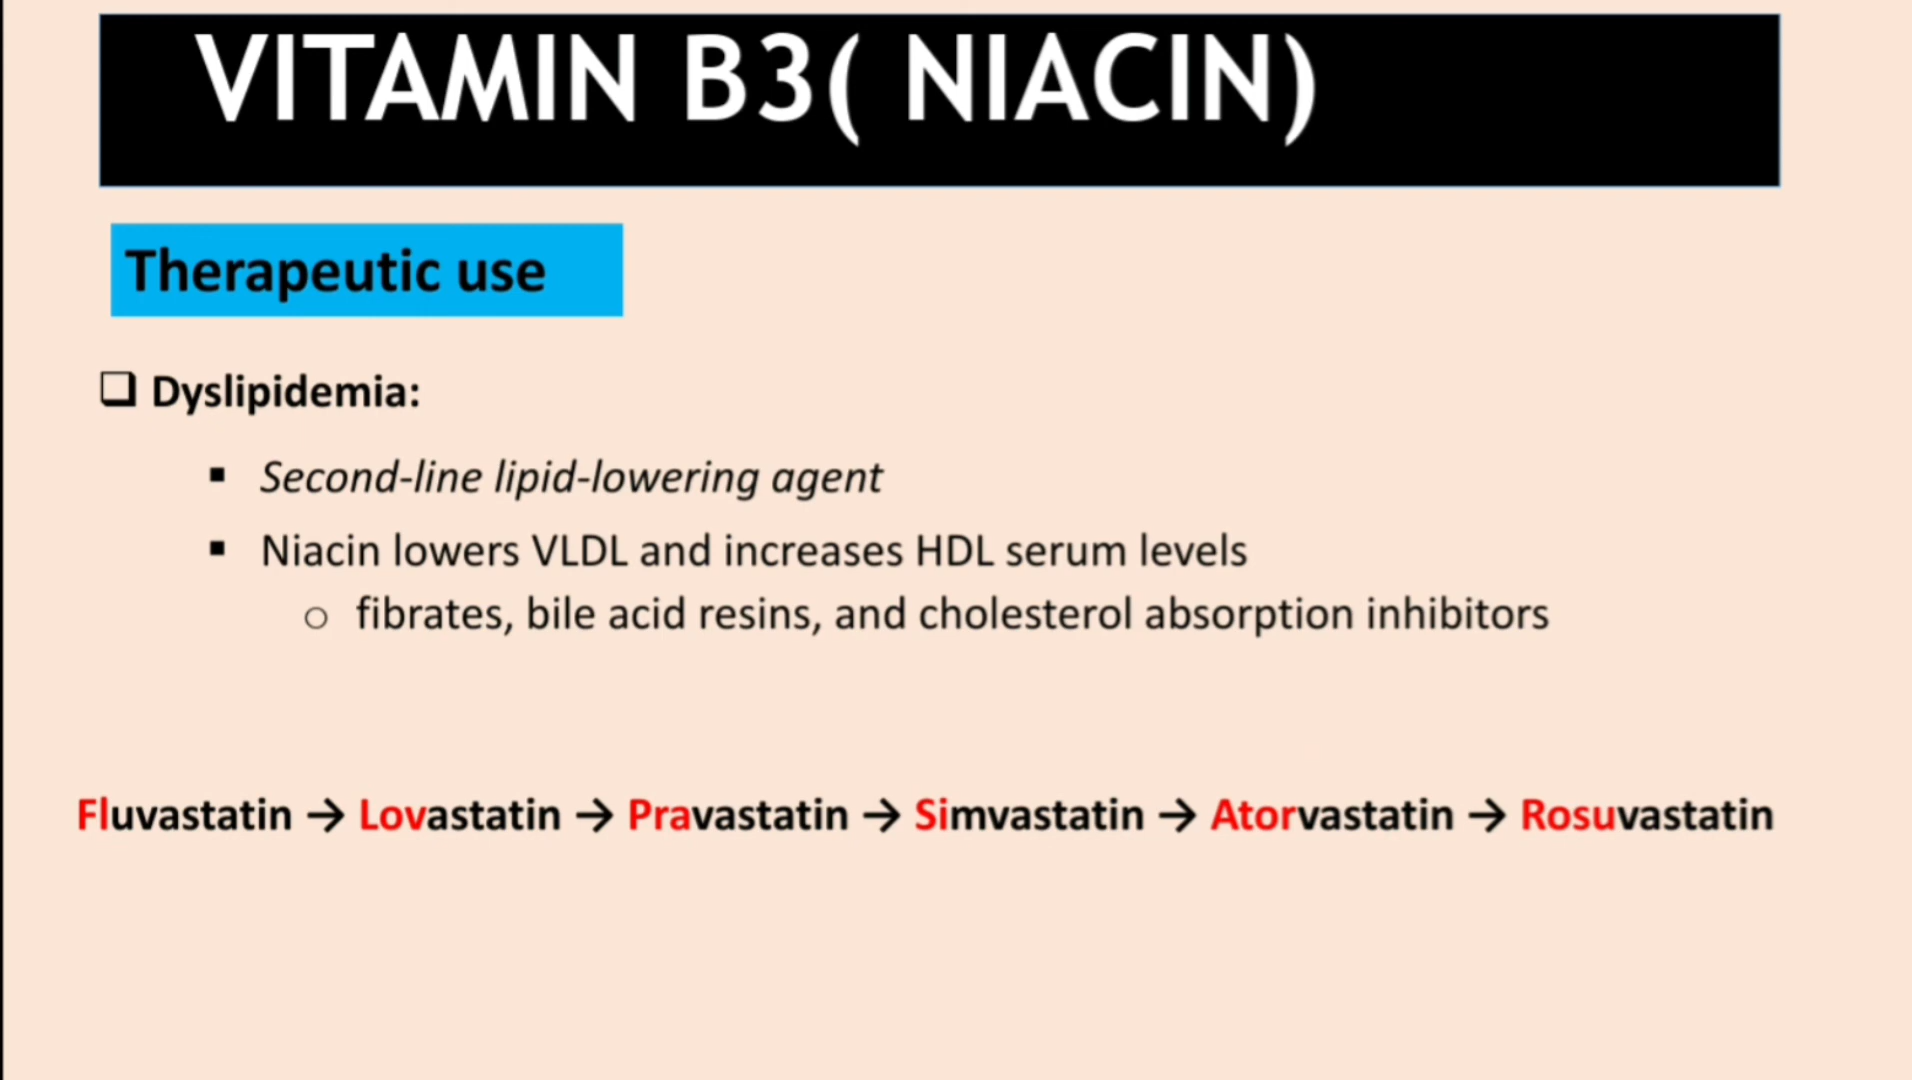 VITAMIN B3( NIACIN)
Therapeutic use
❑ Dyslipidemia:
▪ Second-line lipid-lowering agent
▪ Niacin lowers VLDL and increases HDL serum levels
o fibrates, bile acid resins, and cholesterol absorption inhibitors
Fluvastatin → Lovastatin → Pravastatin → Simvastatin → Atorvastatin → Rosuvastatin